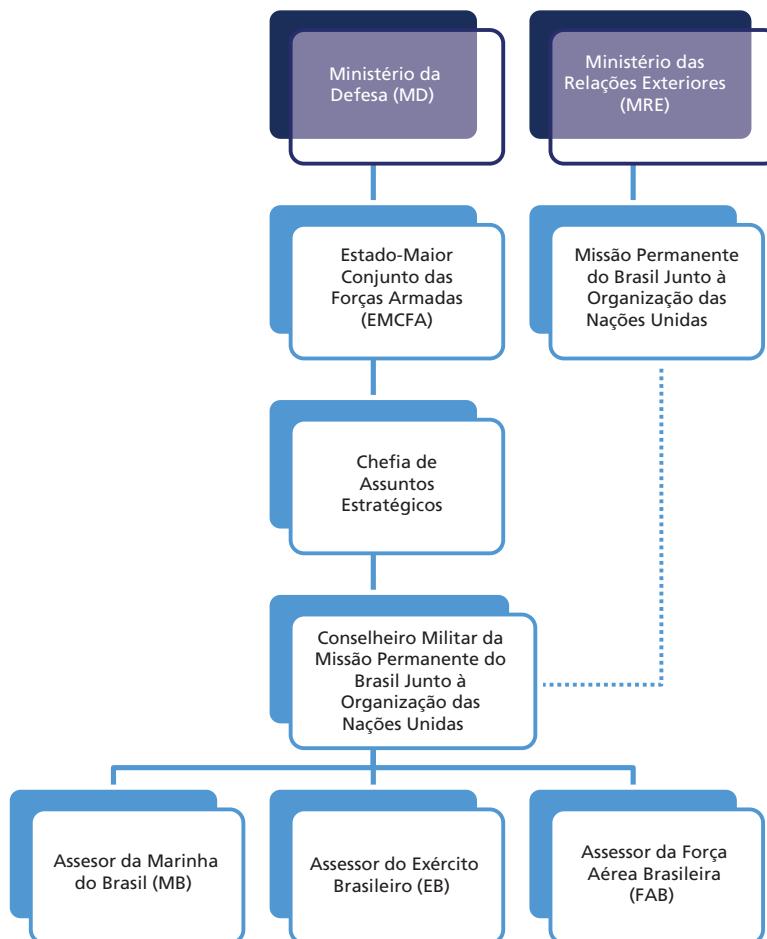 Ministério da
Defesa (MD)
Ministério das
Relações Exteriores
(MRE)
Estado-Maior
Conjunto das
Forças Armadas
(EMCFA)
Missão Permanente
do Brasil Junto à
Organização das
Nações Unidas
Chefia de
Assuntos
Estratégicos
Conselheiro Militar da
Missão Permanente do
Brasil Junto à
Organização das
Nações Unidas
Assesor da Marinha
do Brasil (MB)
Assessor do Exército
Brasileiro (EB)
Assessor da Força
Aérea Brasileira
(FAB)